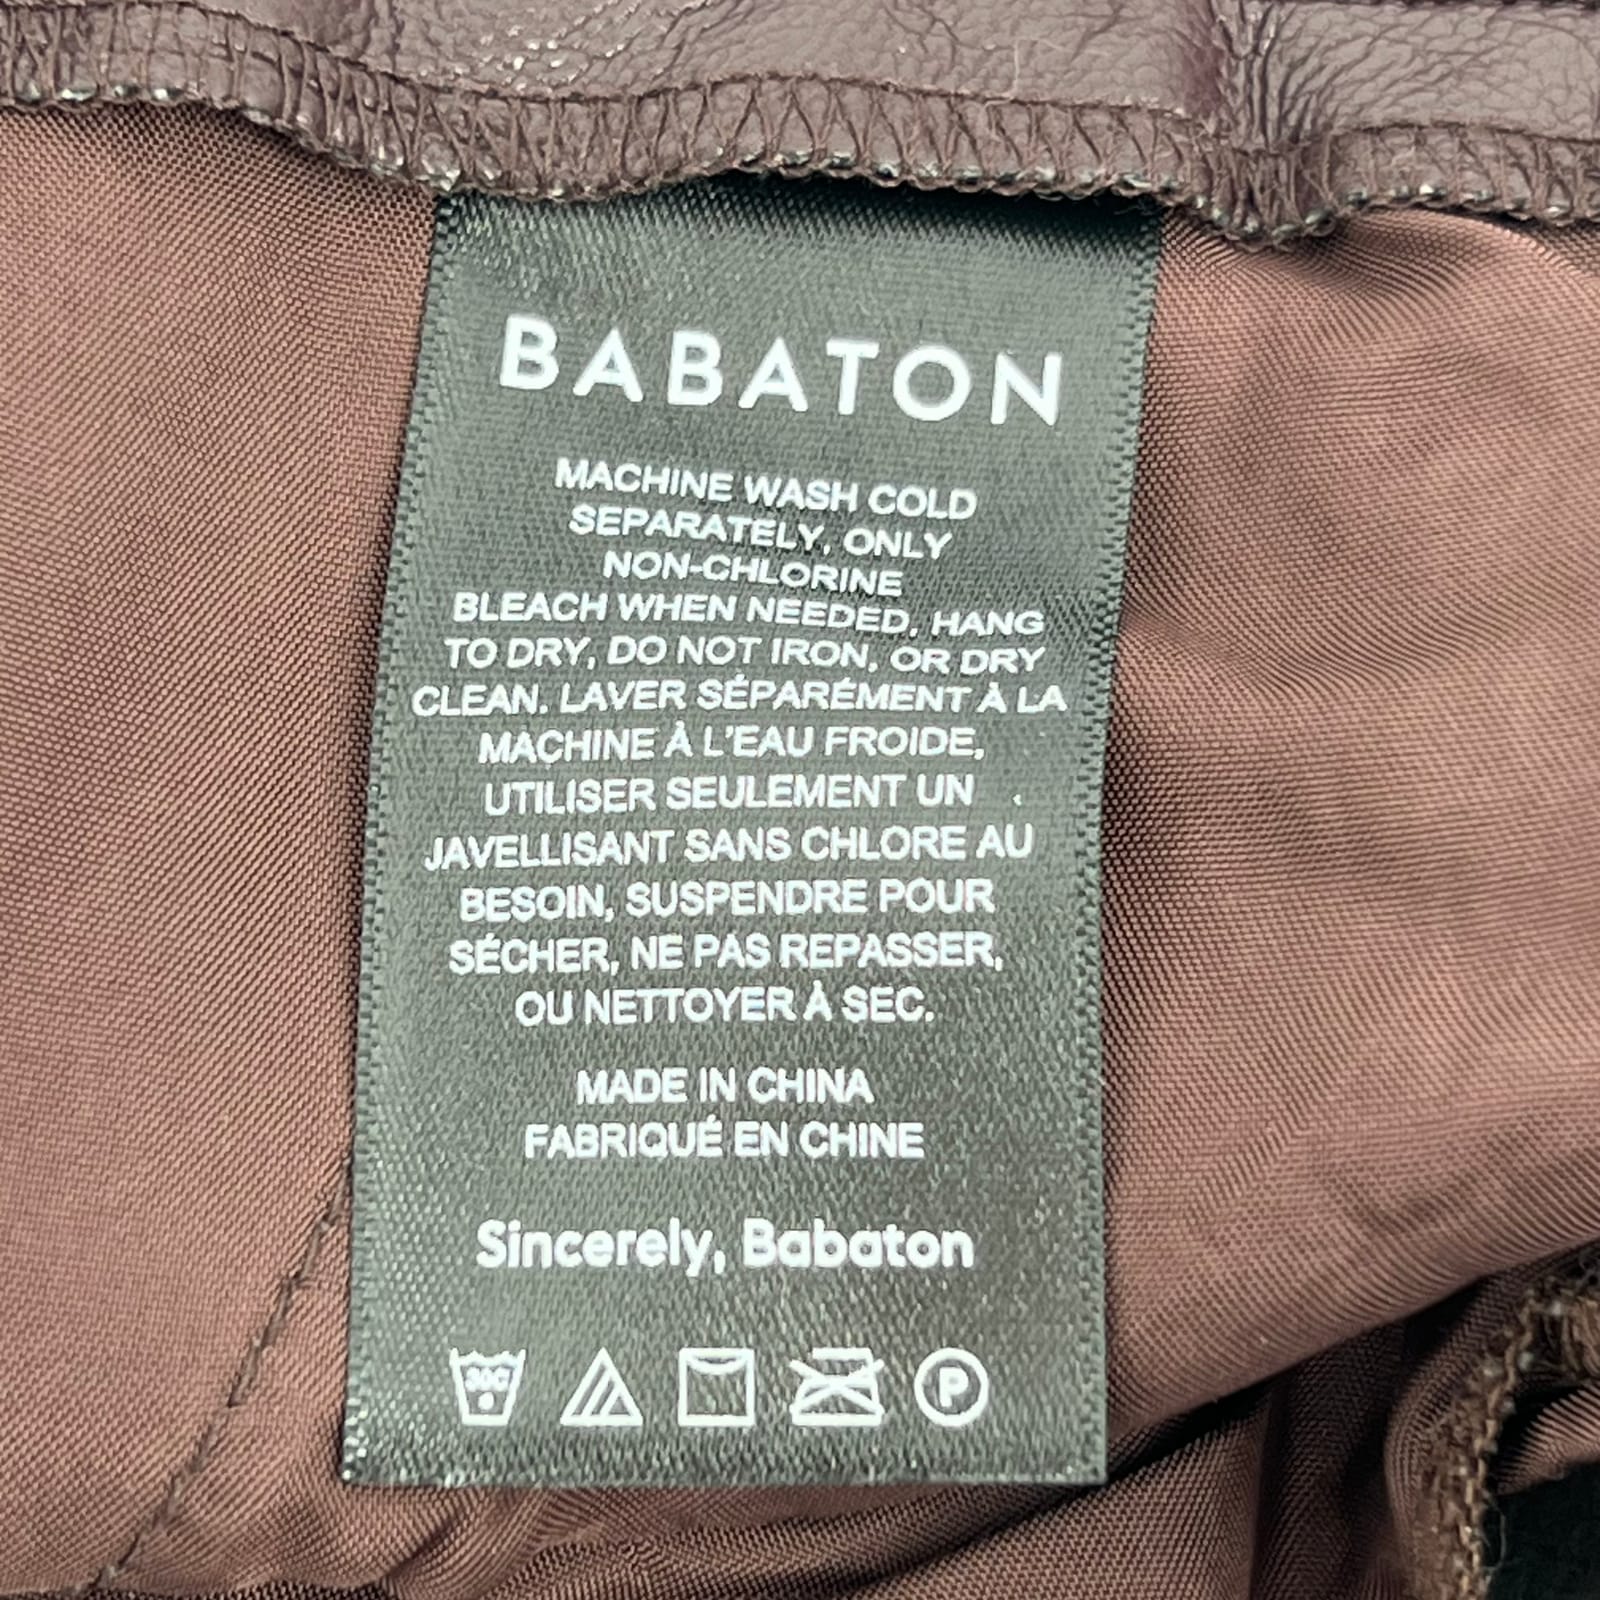 BABATON
MACHINE WASH COLD
SEPARATELY, ONLY
NON-CHLORINE
BLEACH WHEN NEEDED, HANG
TO DRY, DO NOT IRON, OR DRY
CLEAN. LAVER SÉPARÉMENT À LA
MACHINE À L'EAU FROIDE,
UTILISER SEULEMENT UN
JAVELLISANT SANS CHLORE AU
BESOIN, SUSPENDRE POUR
SÉCHER, NE PAS REPASSER,
OU NETTOYER À SEC.
MADE IN CHINA
FABRIQUÉ EN CHINE
Sincerely, Babaton
30C P